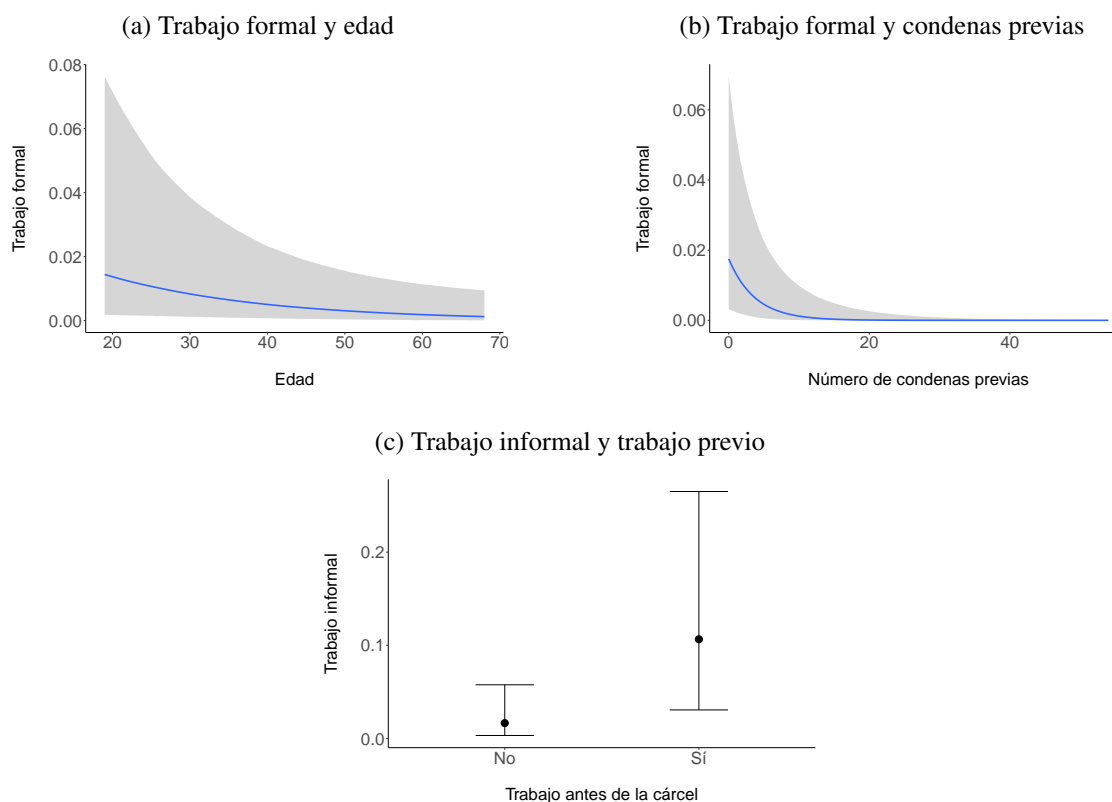 (a) Trabajo formal y edad
0.08
0.06
0.04
0.02
0.00
Trabajo formal
20 30 40 50 60 70
Edad
(b) Trabajo formal y condenas previas
0.06
0.04
0.02
0.00
Trabajo formal
0 20 40
Número de condenas previas
(c) Trabajo informal y trabajo previo
0.2
0.1
0.0
Trabajo informal
No Sí
Trabajo antes de la cárcel